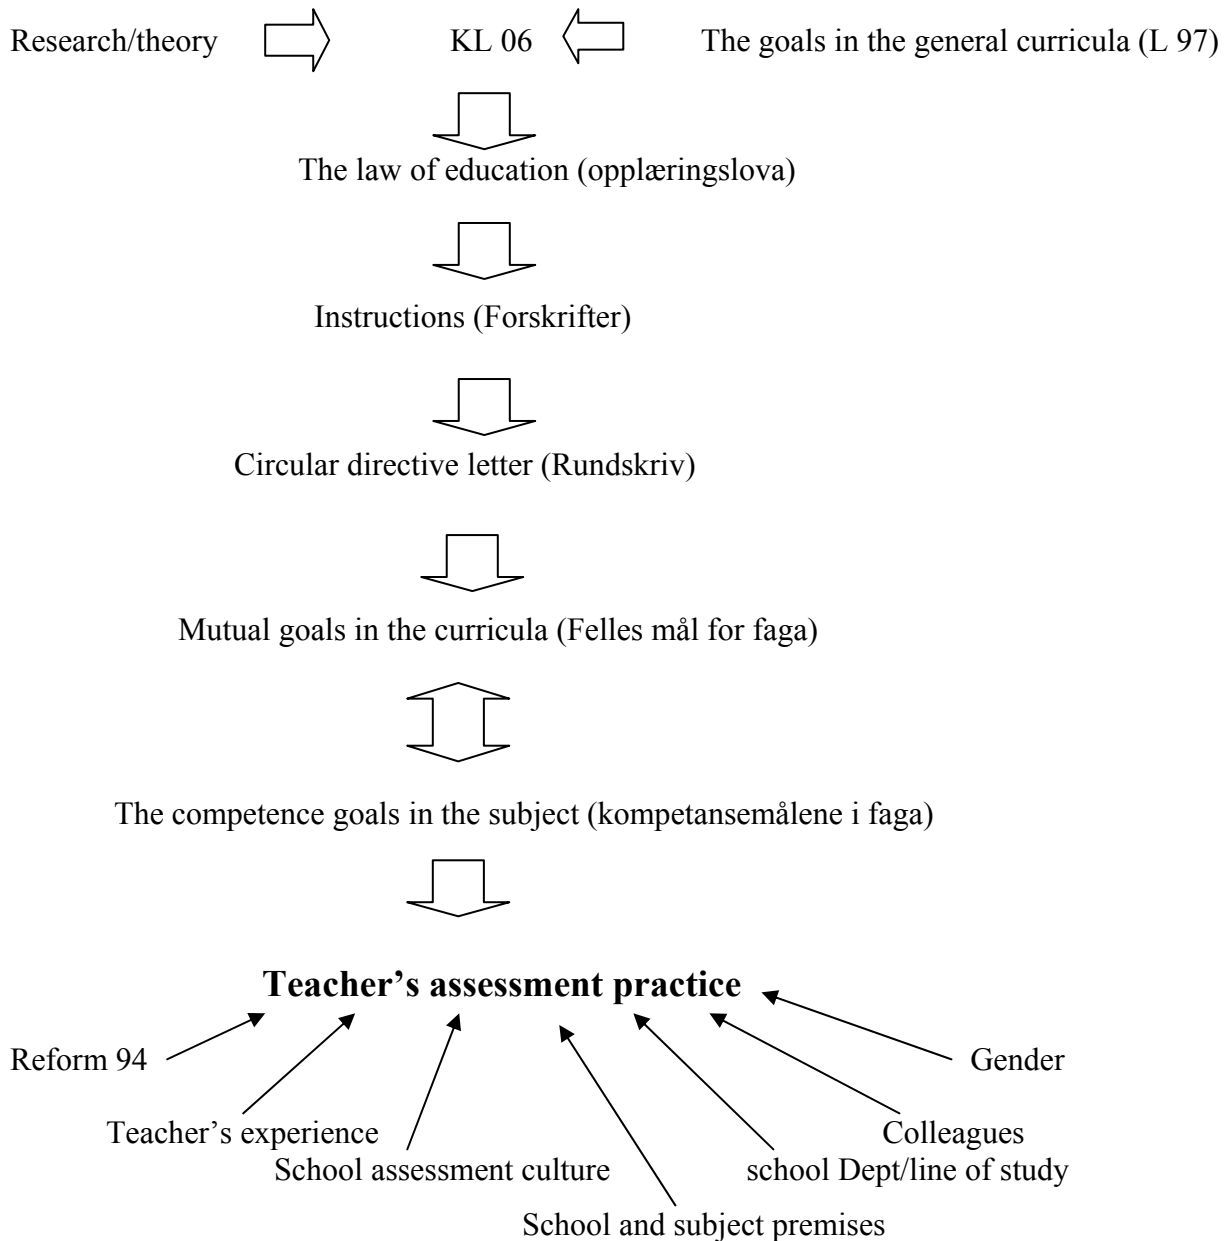 Research/theory KL 06 The goals in the general curricula (L 97)
The law of education (opplæringslova)
Instructions (Forskrifter)
Circular directive letter (Rundskriv)
Mutual goals in the curricula (Felles mål for faga)
The competence goals in the subject (kompetansemålene i faga)
Teacher’s assessment practice
Reform 94 Gender
Teacher’s experience Colleagues
School assessment culture school Dept/line of study
School and subject premises